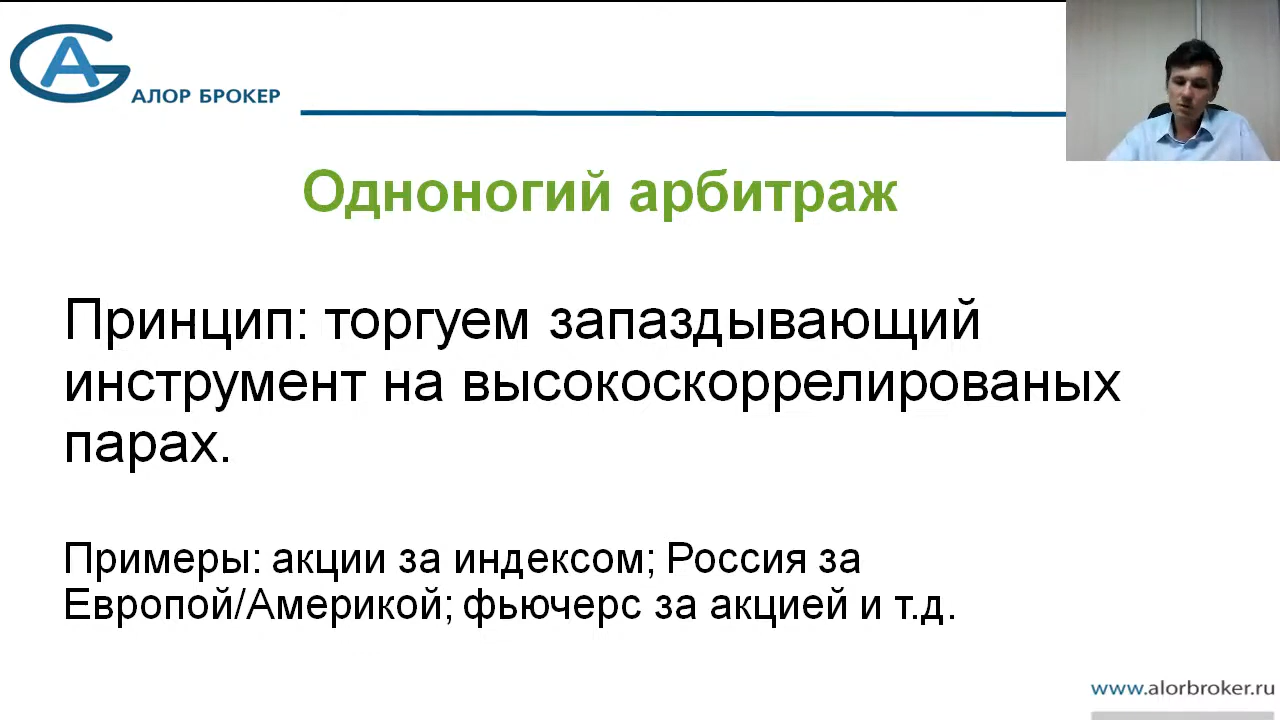 АЛОР БРОКЕР
Одноногий арбитраж
Принцип: торгуем запаздывающий
инструмент на высокоскоррелированых
парах.
Примеры: акции за индексом; Россия за
Европой/Америкой; фьючерс за акцией и т.д.
www.alorbroker.ru